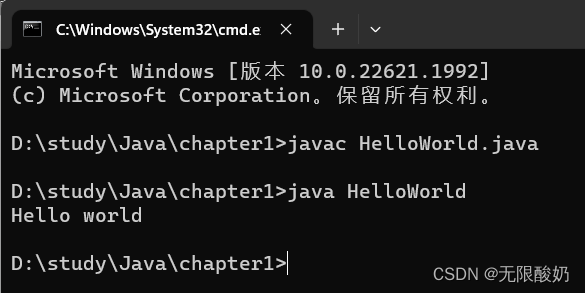 C:\Windows\System32\cmd.e
Microsoft Windows [版本 10.0.22621.1992]
(c) Microsoft Corporation。保留所有权利。
D:\study\Java\chapter1>javac HelloWorld.java
D:\study\Java\chapter1>java HelloWorld
Hello world
D:\study\Java\chapter1>
CSDN @无限酸奶